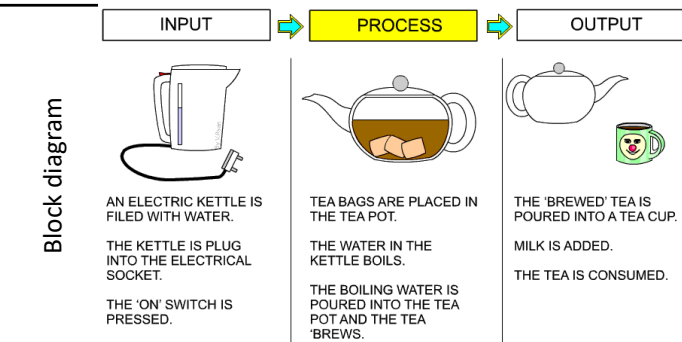 Block diagram
INPUT
PROCESS
OUTPUT
AN ELECTRIC KETTLE IS
FILED WITH WATER.
THE KETTLE IS PLUG
INTO THE ELECTRICAL
SOCKET.
THE 'ON' SWITCH IS
PRESSED.
TEA BAGS ARE PLACED IN
THE TEA POT.
THE WATER IN THE
KETTLE BOILS.
THE BOILING WATER IS
POURED INTO THE TEA
POT AND THE TEA
'BREWS.
THE 'BREWED' TEA IS
POURED INTO A TEA CUP.
MILK IS ADDED.
THE TEA IS CONSUMED.